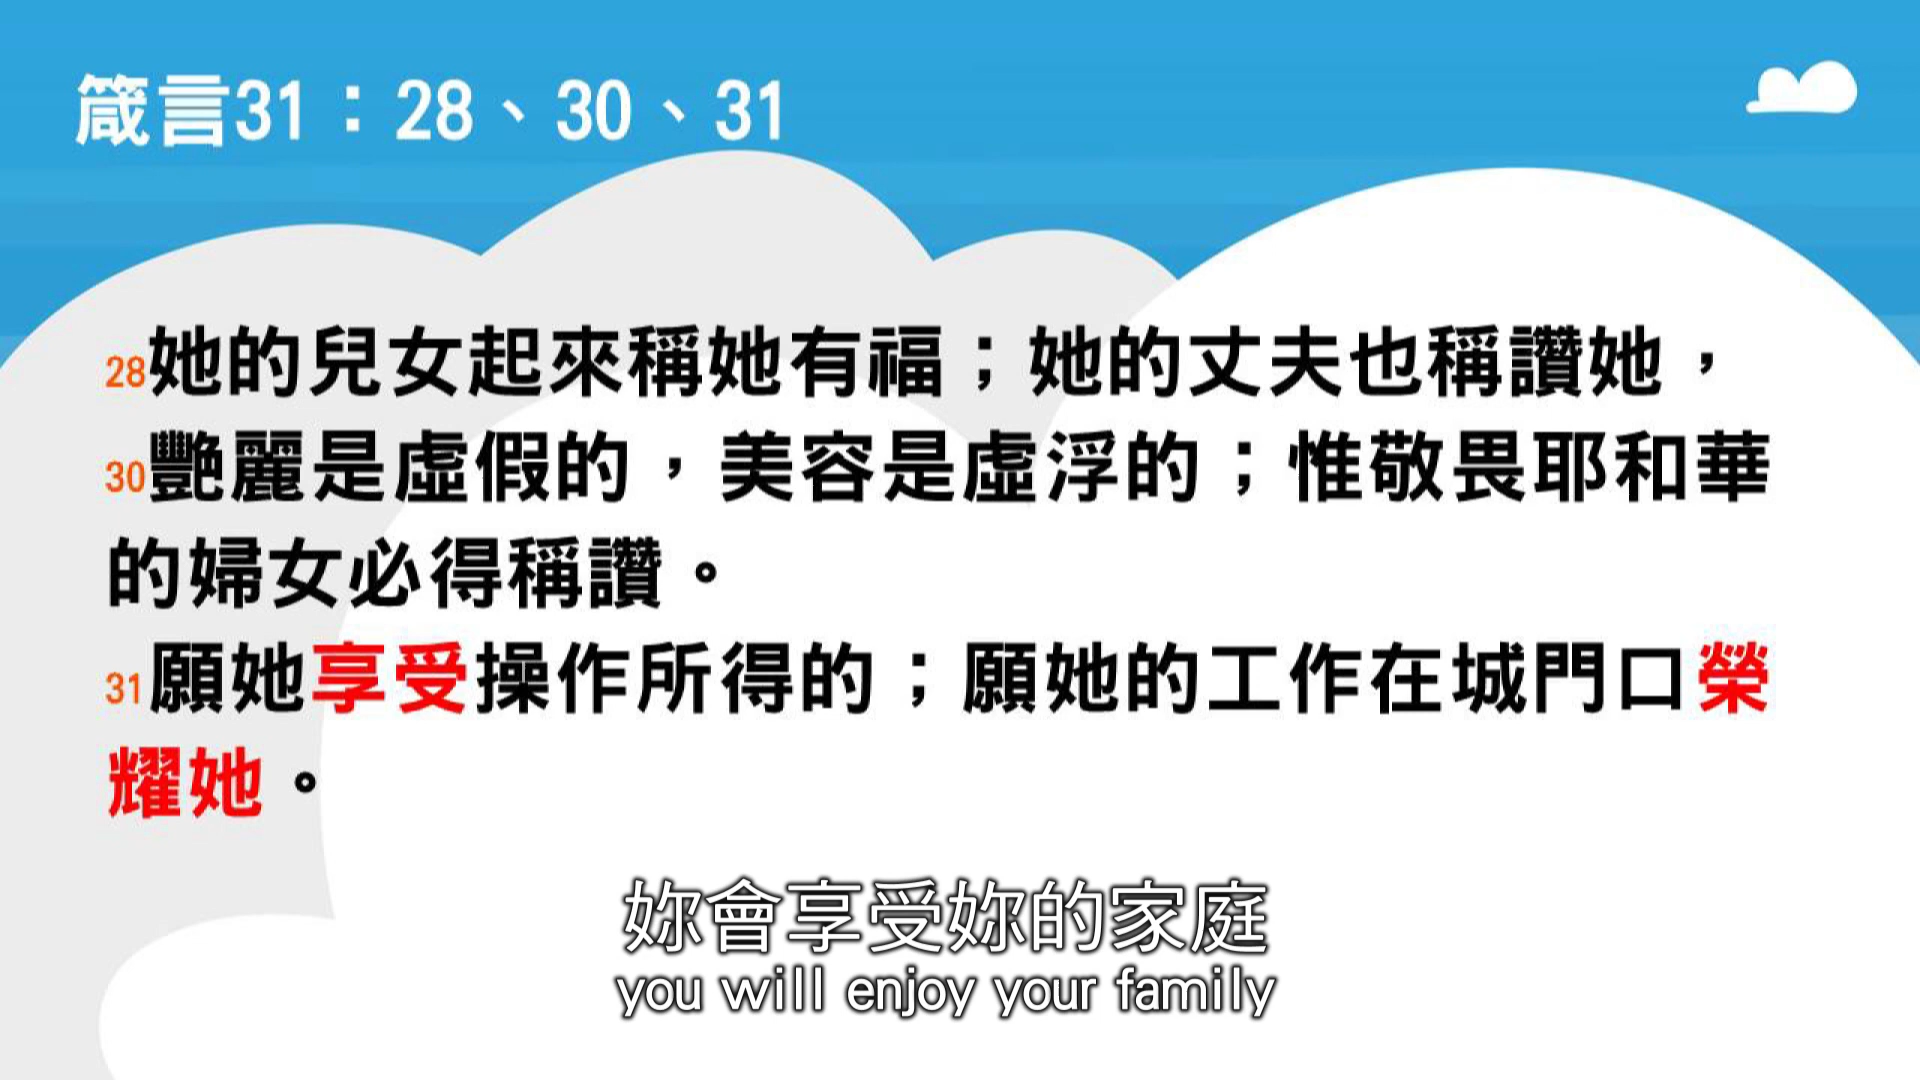 箴言31：28、30、31
28她的兒女起來稱她有福；她的丈夫也稱讚她，
30艷麗是虛假的，美容是虛浮的；惟敬畏耶和華
的婦女必得稱讚。
31願她享受操作所得的；願她的工作在城門口榮
耀她。
妳會享受妳的家庭
you will enjoy your family